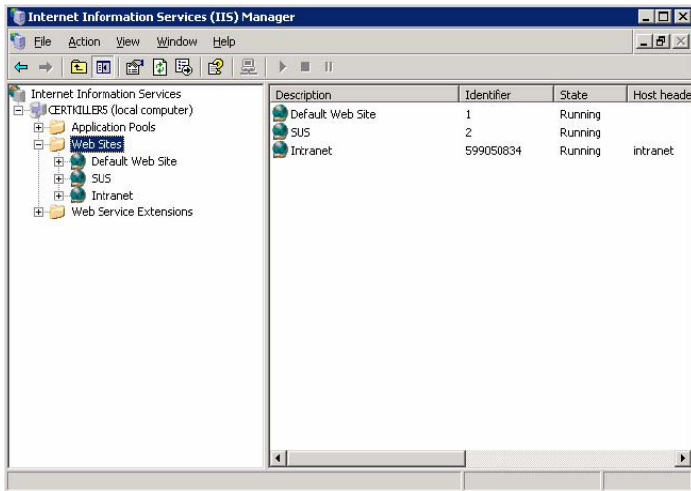 Internet Information Services (IIS) Manager
File Action View Window Help
Internet Information Services
CERTKILLER5 (local computer)
Application Pools
Web Sites
Default Web Site
SUS
Intranet
Web Service Extensions
Description Identifier State Host heade
Default Web Site 1 Running
SUS 2 Running
Intranet 599050834 Running intranet